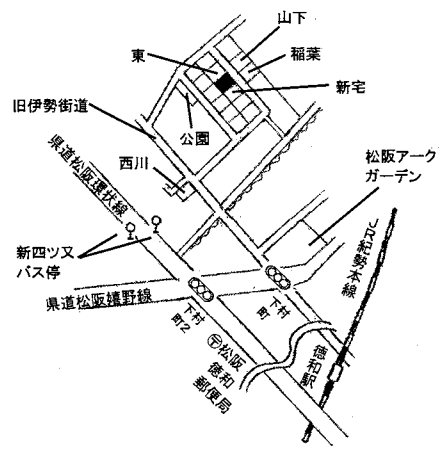 山下
稲葉
東
新宅
旧伊勢街道
公園
松阪アーク
ガーデン
西川
県道松阪環状線
JR紀勢本線
新四ツ又
バス停
県道松阪嬉野線
下村
町
下村
町2
〒松阪
徳和
郵便局
徳和駅